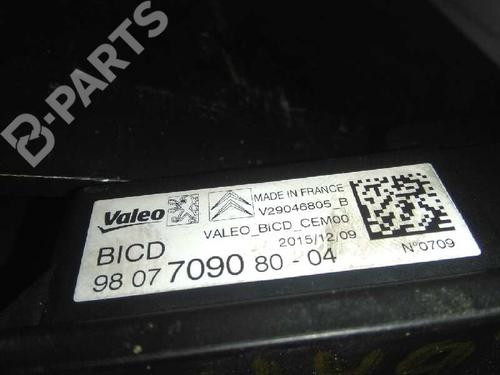 B-PARTS
Valeo
MADE IN FRANCE
V29046805_B
VALEO_BICD_CEM00
2015/12/09
N°0709
BICD
98 07 7090 80-04